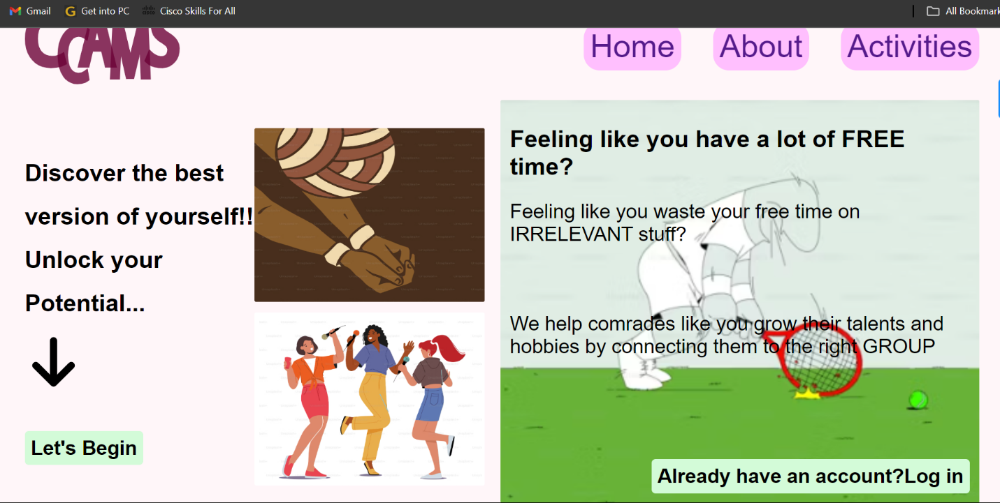 Gmail
Get into PC
Cisco Skills For All
All Bookmark
CCAMS
Home
About
Activities
Discover the best
version of yourself!!
Unlock your
Potential...
Let's Begin
Feeling like you have a lot of FREE
time?
Feeling like you waste your free time on
IRRELEVANT stuff?
We help comrades like you grow their talents and
hobbies by connecting them to the right GROUP
Already have an account?Log in